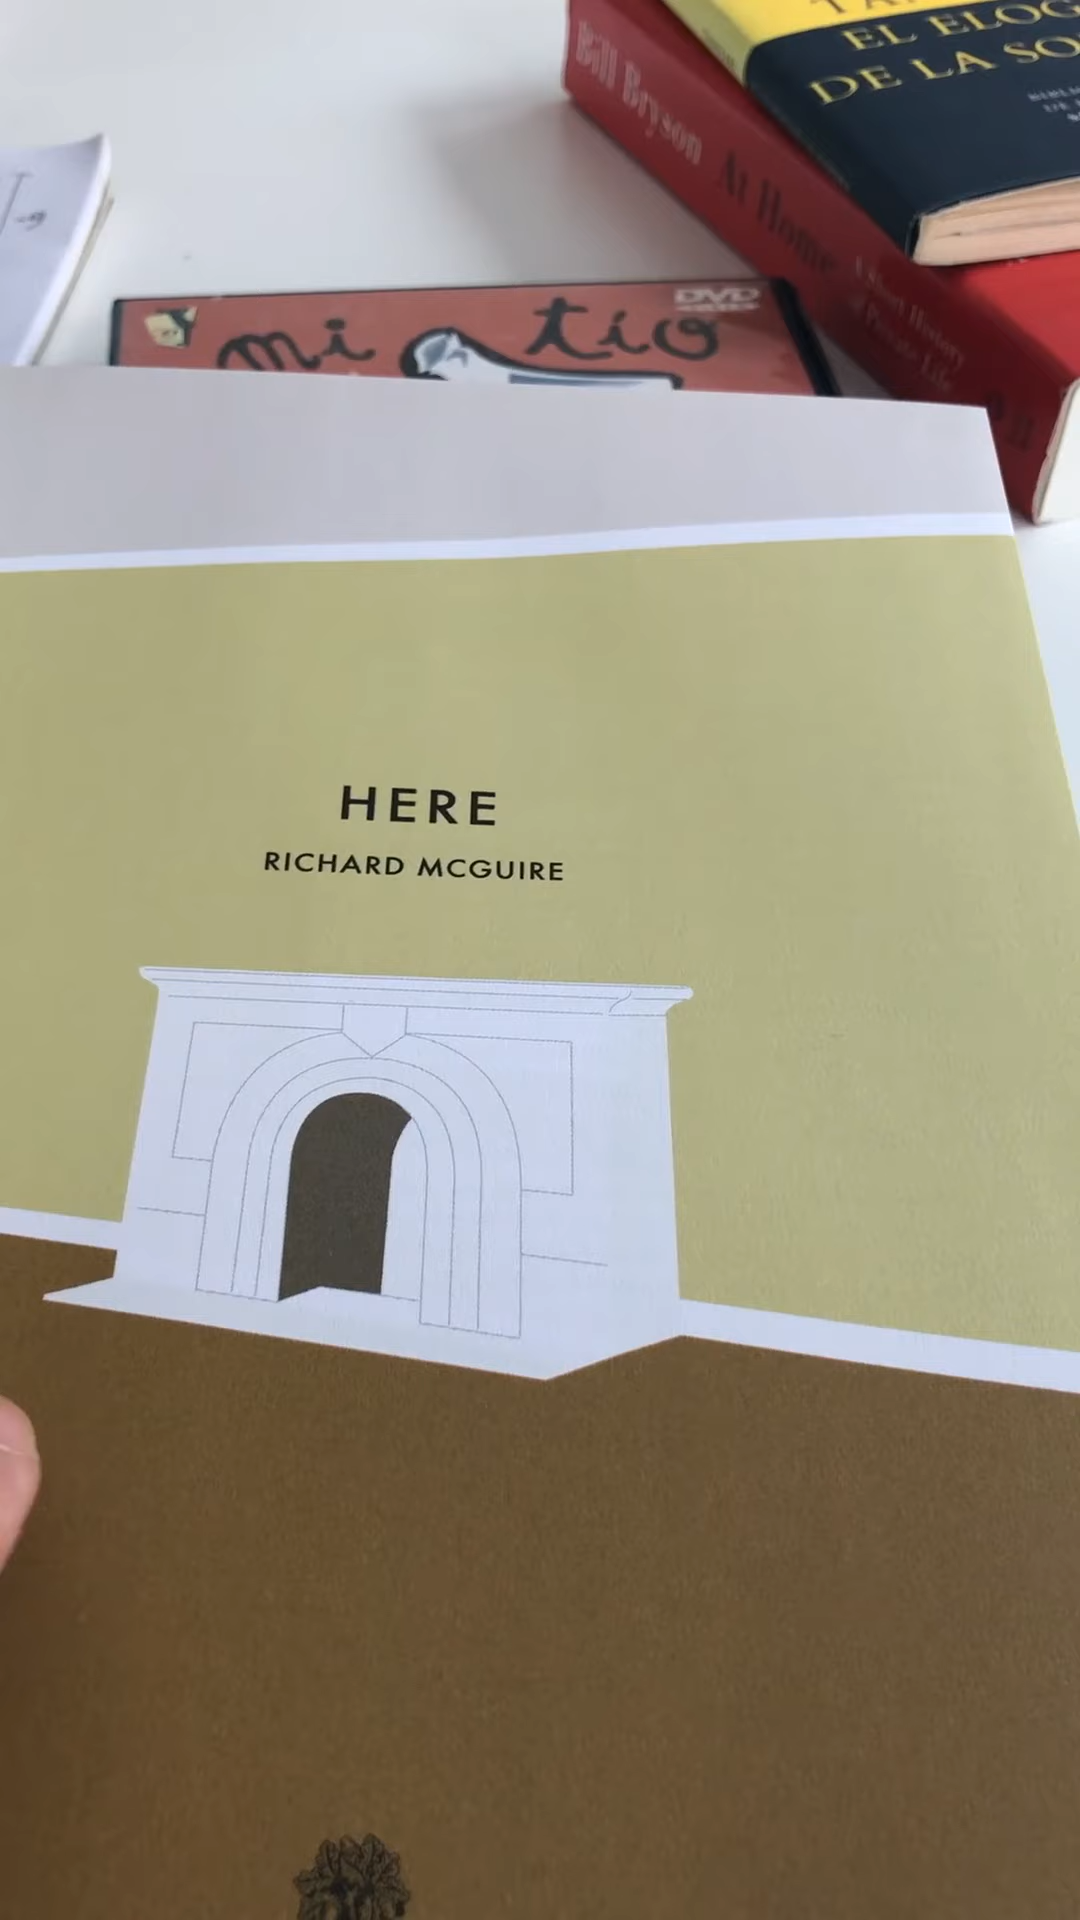 EL ELOG
DE LA SO
Bill Bryson At Home
A Short History
of Private Life
DVD
mi tío
HERE
RICHARD MCGUIRE